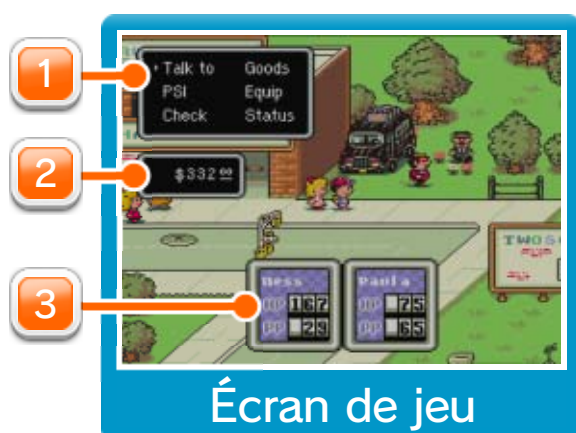 1
Talk to Goods
PSI Equip
Check Status
2
$332 00
TWOS
3
Ness Paula
HP 167 HP 75
PP 29 PP 65
Écran de jeu